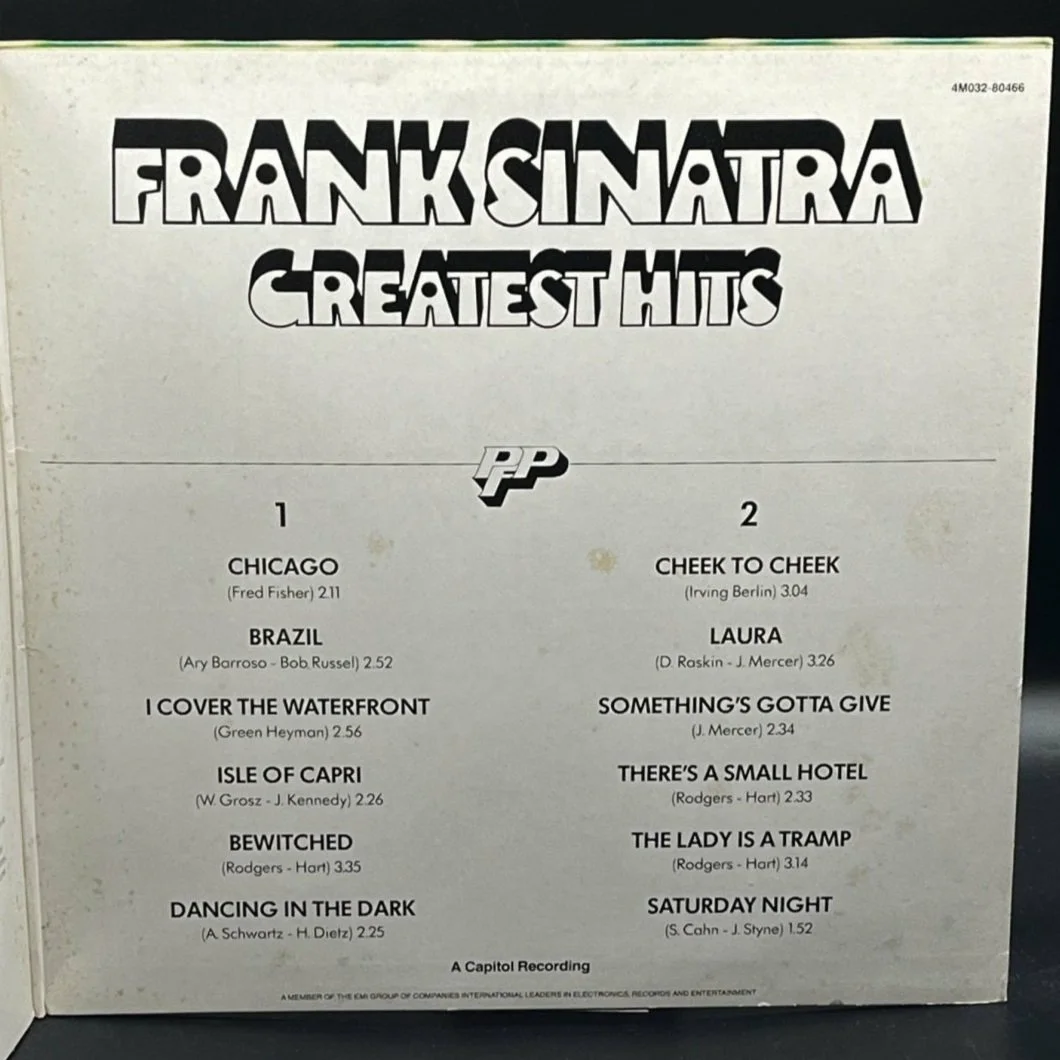 4M032-80466
FRANK SINATRA
GREATEST HITS
PFP
1
CHICAGO
(Fred Fisher) 2.11
BRAZIL
(Ary Barroso - Bob Russel) 2.52
I COVER THE WATERFRONT
(Green Heyman) 2.56
ISLE OF CAPRI
(W. Grosz - J. Kennedy) 2.26
BEWITCHED
(Rodgers - Hart) 3.35
DANCING IN THE DARK
(A. Schwartz - H. Dietz) 2.25
2
CHEEK TO CHEEK
(Irving Berlin) 3.04
LAURA
(D. Raskin - J. Mercer) 3.26
SOMETHING'S GOTTA GIVE
(J. Mercer) 2.34
THERE'S A SMALL HOTEL
(Rodgers - Hart) 2.33
THE LADY IS A TRAMP
(Rodgers - Hart) 3.14
SATURDAY NIGHT
(S. Cahn - J. Styne) 1.52
A Capitol Recording
A MEMBER OF THE EMI GROUP OF COMPANIES INTERNATIONAL LEADERS IN ELECTRONICS, RECORDS AND ENTERTAINMENT